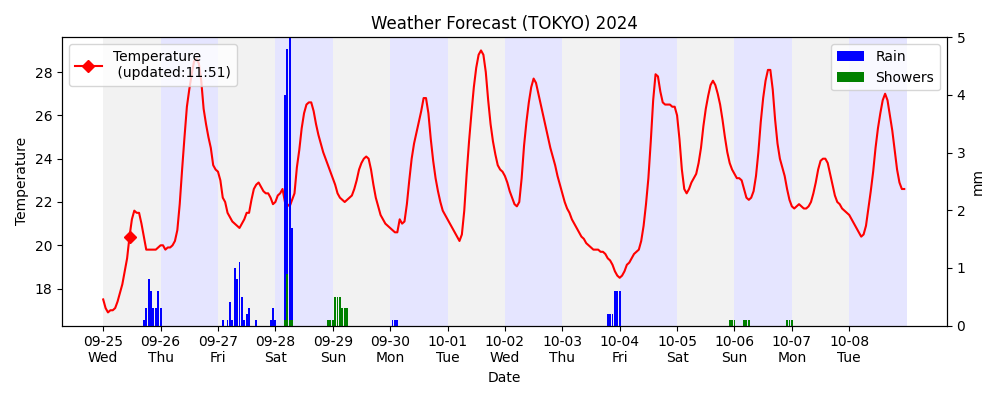 Weather Forecast (TOKYO) 2024
Temperature
(updated:11:51)
Rain
Showers
Temperature
28
26
24
22
20
18
5
4
3
2
1
0
mm
09-25 09-26 09-27 09-28 09-29 09-30 10-01 10-02 10-03 10-04 10-05 10-06 10-07 10-08
Wed Thu Fri Sat Sun Mon Tue Wed Thu Fri Sat Sun Mon Tue
Date